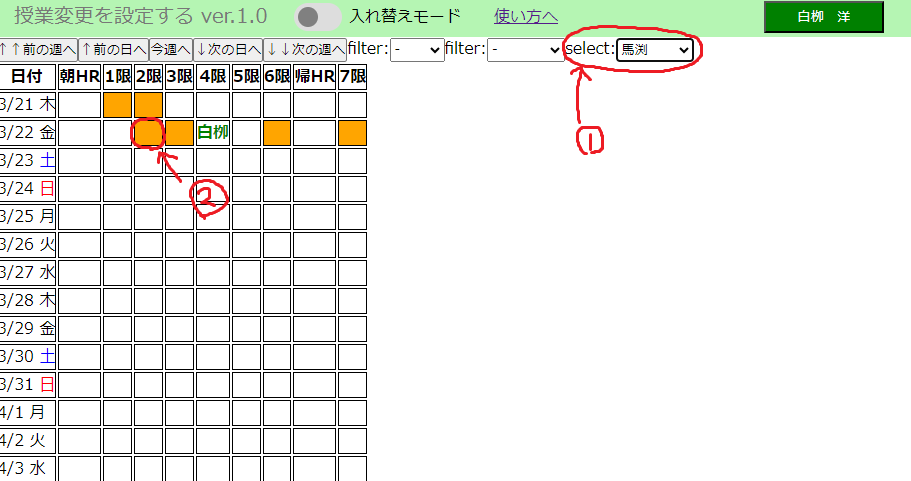 授業変更を設定する ver.1.0 入れ替えモード 使い方へ 白栁 洋
↑↑前の週へ ↑前の日へ 今週へ ↓次の日へ ↓↓次の週へ filter: - filter: - select: 馬渕
①
日付 朝HR 1限 2限 3限 4限 5限 6限 帰HR 7限
3/21 木
3/22 金 白栁
3/23 土
②
3/24 日
3/25 月
3/26 火
3/27 水
3/28 木
3/29 金
3/30 土
3/31 日
4/1 月
4/2 火
4/3 水